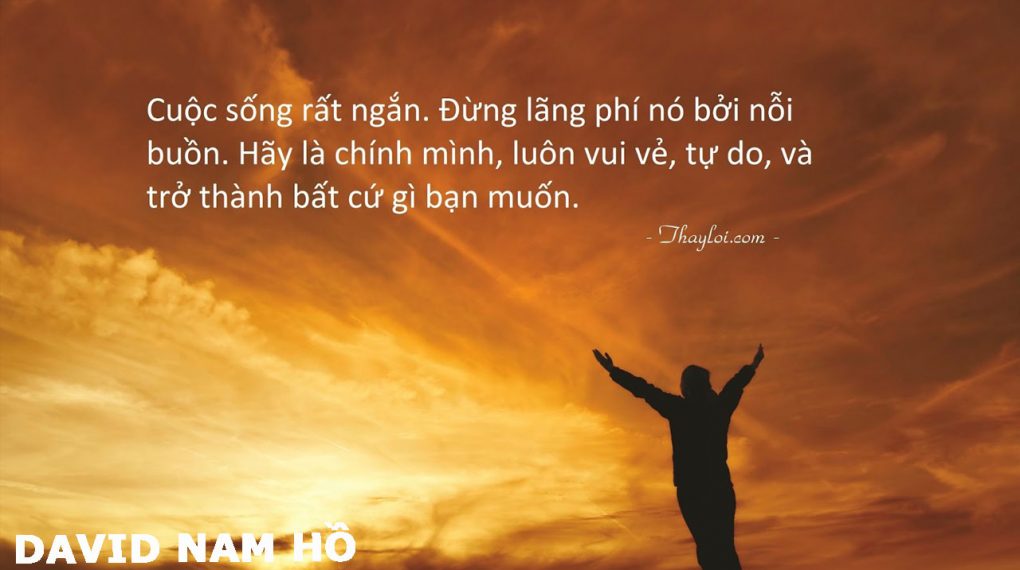 Cuộc sống rất ngắn. Đừng lãng phí nó bởi nỗi
buồn. Hãy là chính mình, luôn vui vẻ, tự do, và
trở thành bất cứ gì bạn muốn.
- Thayloi.com -
DAVID NAM HỒ